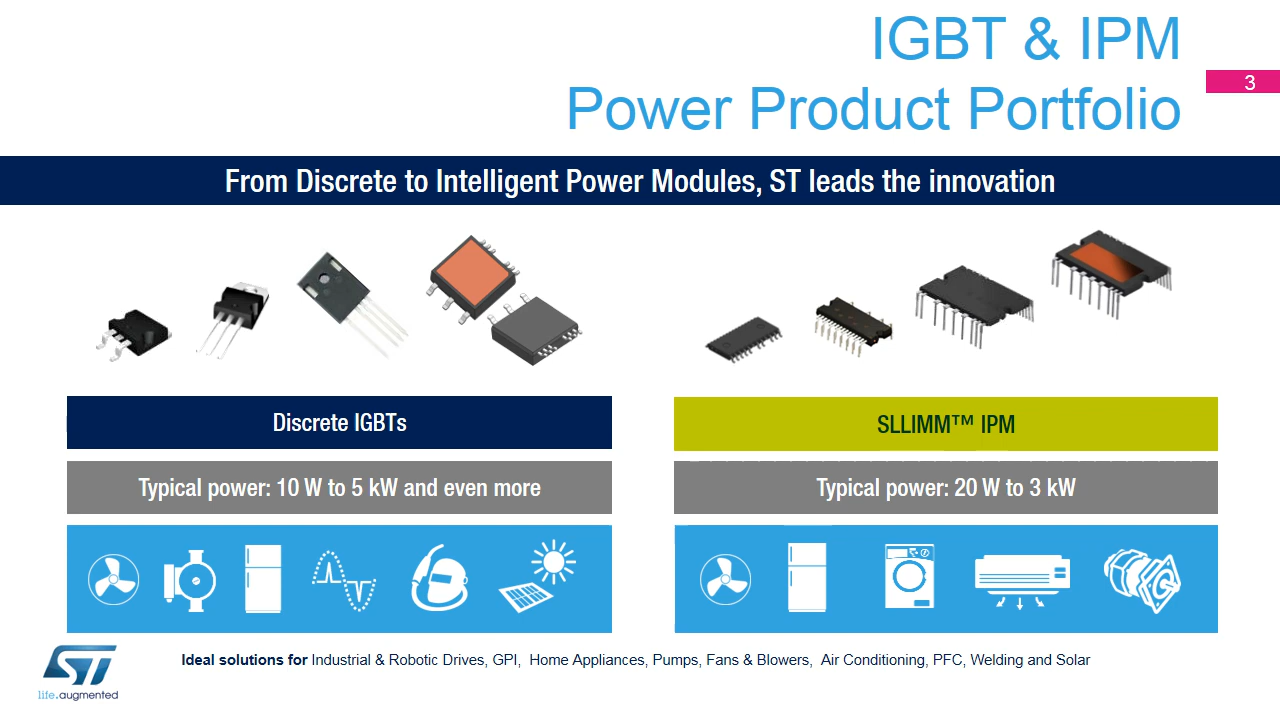 IGBT & IPM
Power Product Portfolio
3
From Discrete to Intelligent Power Modules, ST leads the innovation
Discrete IGBTs
SLLIMM™ IPM
Typical power: 10 W to 5 kW and even more
Typical power: 20 W to 3 kW
ST
life.augmented
Ideal solutions for Industrial & Robotic Drives, GPI, Home Appliances, Pumps, Fans & Blowers, Air Conditioning, PFC, Welding and Solar